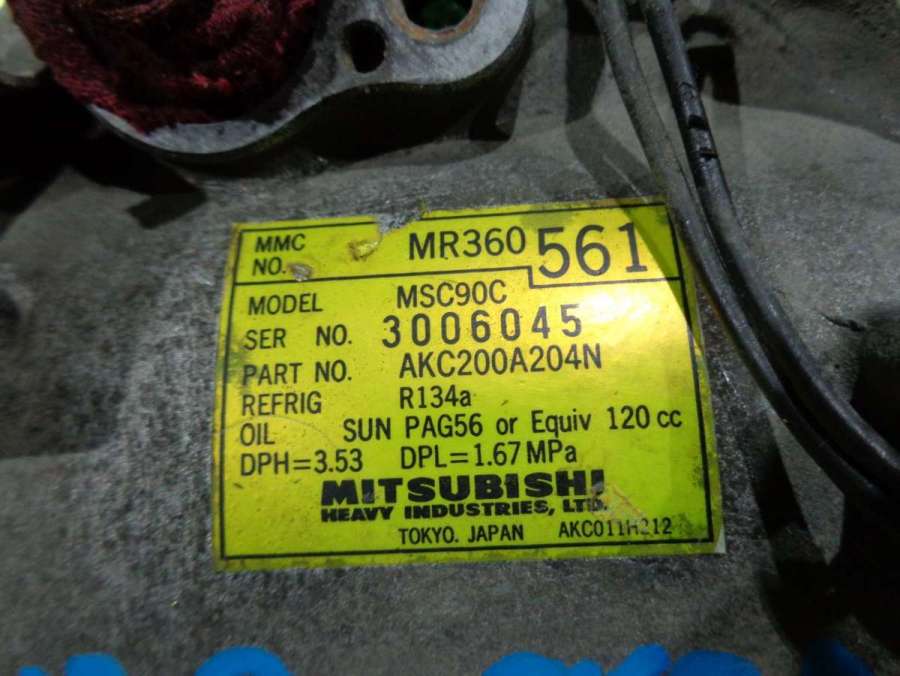 MMC NO. MR360 561
MODEL MSC90C
SER NO. 3006045
PART NO. AKC200A204N
REFRIG R134a
OIL SUN PAG56 or Equiv 120 cc
DPH=3.53 DPL=1.67 MPa
MITSUBISHI
HEAVY INDUSTRIES, LTD.
TOKYO. JAPAN AKC011H212